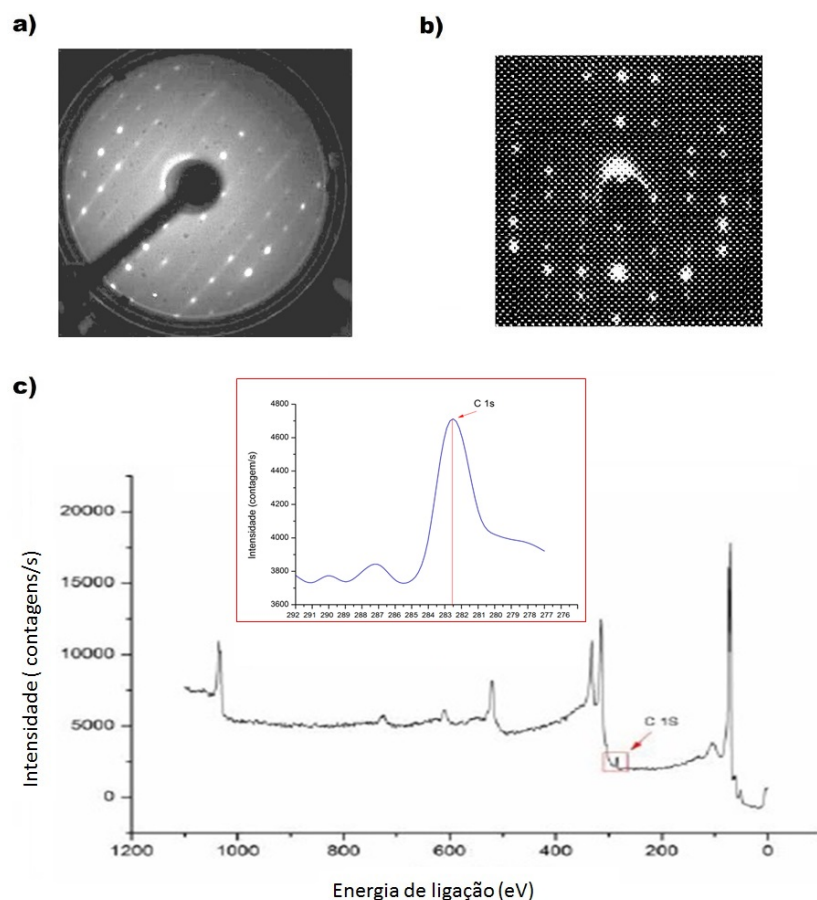 a)
b)
c)
C 1s
4800
4600
4400
4200
4000
3800
3600
Intensidade (contagem/s)
292 291 290 289 288 287 286 285 284 283 282 281 280 279 278 277 276
20000
15000
10000
5000
0
Intensidade ( contagens/s)
C 1S
1200 1000 800 600 400 200 0
Energia de ligação (eV)